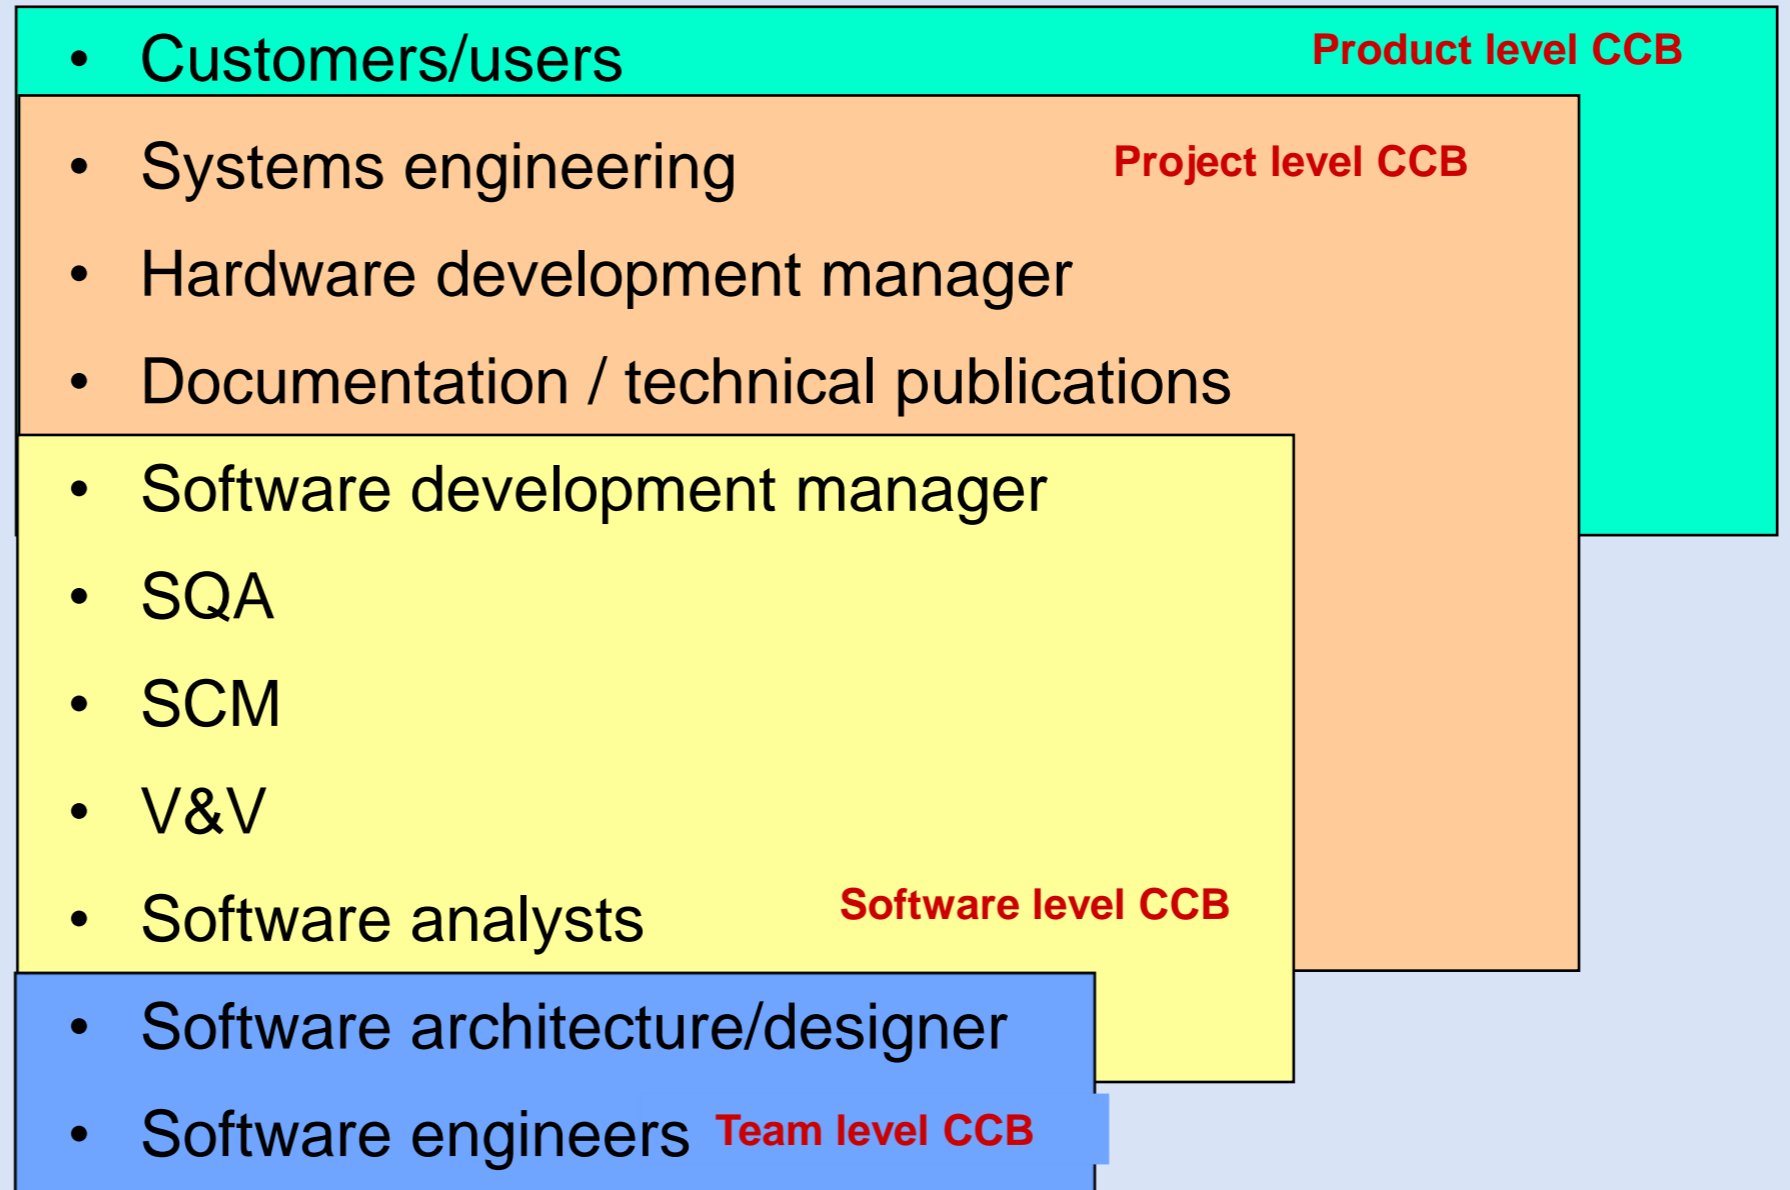 • Customers/users Product level CCB
• Systems engineering Project level CCB
• Hardware development manager
• Documentation / technical publications
• Software development manager
• SQA
• SCM
• V&V
• Software analysts Software level CCB
• Software architecture/designer
• Software engineers Team level CCB